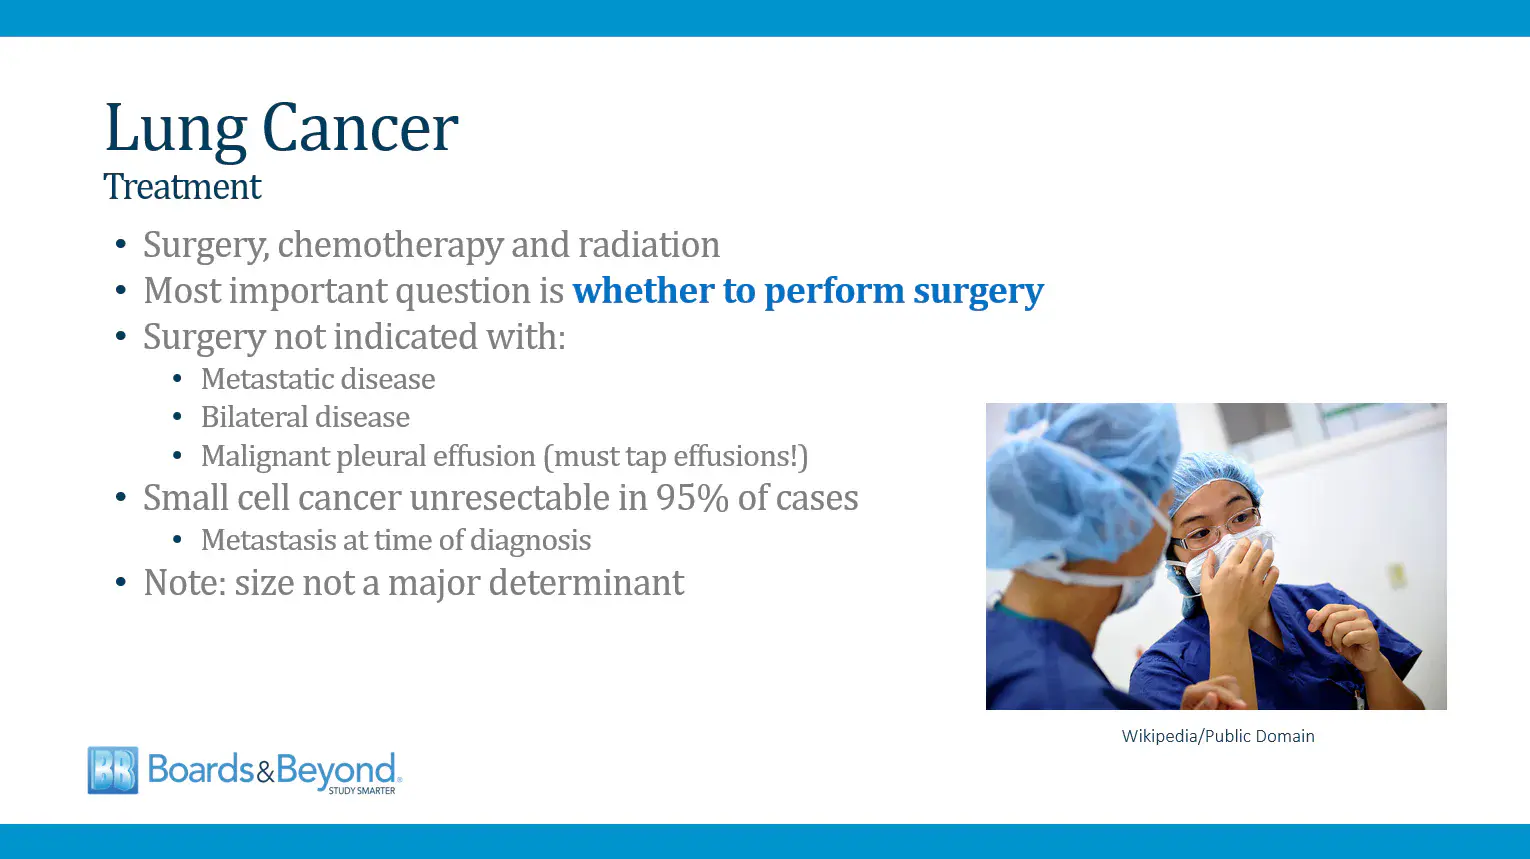 Lung Cancer
Treatment
• Surgery, chemotherapy and radiation
• Most important question is whether to perform surgery
• Surgery not indicated with:
• Metastatic disease
• Bilateral disease
• Malignant pleural effusion (must tap effusions!)
• Small cell cancer unresectable in 95% of cases
• Metastasis at time of diagnosis
• Note: size not a major determinant
Wikipedia/Public Domain
BB Boards&Beyond®
STUDY SMARTER